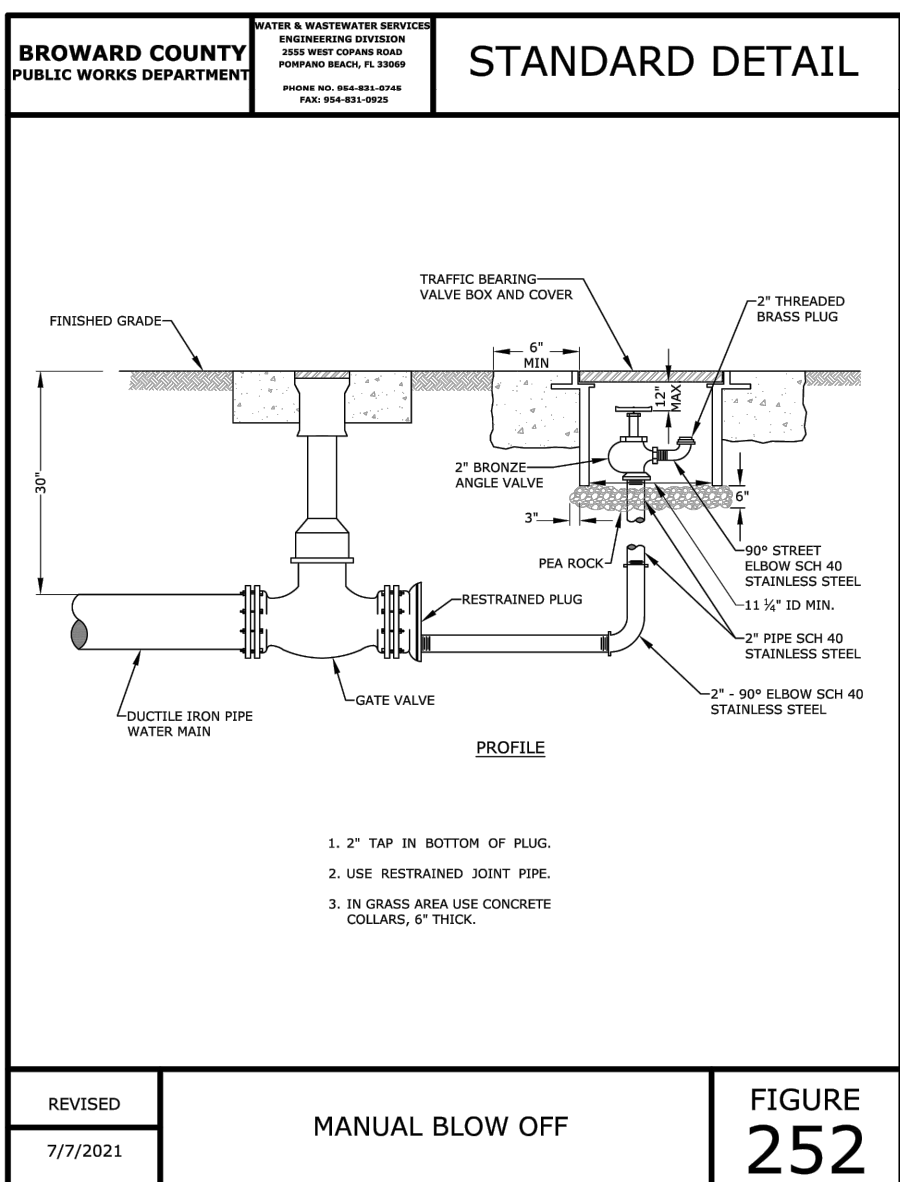 BROWARD COUNTY
PUBLIC WORKS DEPARTMENT
WATER & WASTEWATER SERVICES
ENGINEERING DIVISION
2555 WEST COPANS ROAD
POMPANO BEACH, FL 33069
PHONE NO. 954-831-0745
FAX: 954-831-0925
STANDARD DETAIL
TRAFFIC BEARING
VALVE BOX AND COVER
2" THREADED
BRASS PLUG
FINISHED GRADE
6"
MIN
12"
MAX
30"
2" BRONZE
ANGLE VALVE
6"
3"
PEA ROCK
90° STREET
ELBOW SCH 40
STAINLESS STEEL
11 ¼" ID MIN.
RESTRAINED PLUG
2" PIPE SCH 40
STAINLESS STEEL
GATE VALVE
2" - 90° ELBOW SCH 40
STAINLESS STEEL
DUCTILE IRON PIPE
WATER MAIN
PROFILE
1. 2" TAP IN BOTTOM OF PLUG.
2. USE RESTRAINED JOINT PIPE.
3. IN GRASS AREA USE CONCRETE
COLLARS, 6" THICK.
REVISED
7/7/2021
MANUAL BLOW OFF
FIGURE
252